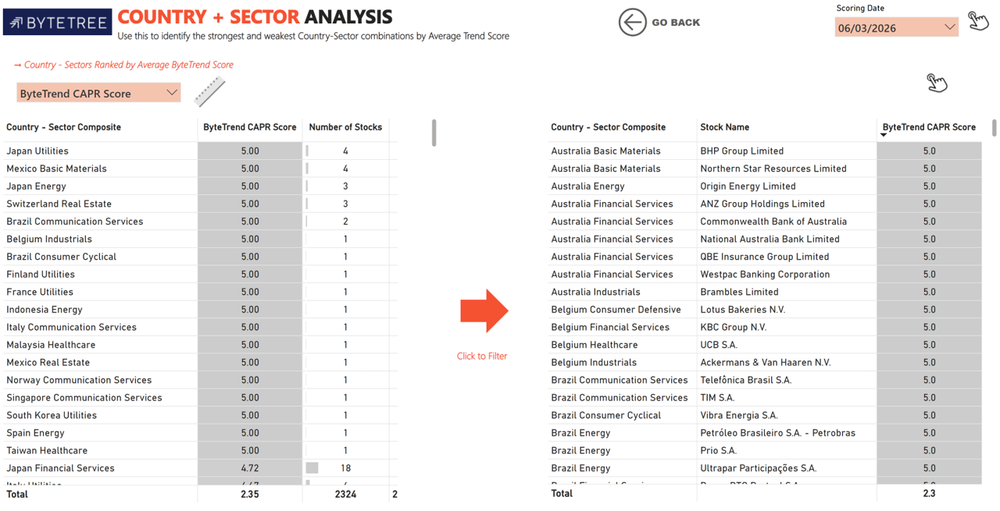 BYTETREE
COUNTRY + SECTOR ANALYSIS
Use this to identify the strongest and weakest Country-Sector combinations by Average Trend Score
GO BACK
Scoring Date
06/03/2026
→ Country - Sectors Ranked by Average ByteTrend Score
ByteTrend CAPR Score
Country - Sector Composite ByteTrend CAPR Score Number of Stocks
Japan Utilities 5.00 4
Mexico Basic Materials 5.00 4
Japan Energy 5.00 3
Switzerland Real Estate 5.00 3
Brazil Communication Services 5.00 2
Belgium Industrials 5.00 1
Brazil Consumer Cyclical 5.00 1
Finland Utilities 5.00 1
France Utilities 5.00 1
Indonesia Energy 5.00 1
Italy Communication Services 5.00 1
Malaysia Healthcare 5.00 1
Mexico Real Estate 5.00 1
Norway Communication Services 5.00 1
Singapore Communication Services 5.00 1
South Korea Utilities 5.00 1
Spain Energy 5.00 1
Taiwan Healthcare 5.00 1
Japan Financial Services 4.72 18
Total 2.35 2324 2
Click to Filter
Country - Sector Composite Stock Name ByteTrend CAPR Score
Australia Basic Materials BHP Group Limited 5.0
Australia Basic Materials Northern Star Resources Limited 5.0
Australia Energy Origin Energy Limited 5.0
Australia Financial Services ANZ Group Holdings Limited 5.0
Australia Financial Services Commonwealth Bank of Australia 5.0
Australia Financial Services National Australia Bank Limited 5.0
Australia Financial Services QBE Insurance Group Limited 5.0
Australia Financial Services Westpac Banking Corporation 5.0
Australia Industrials Brambles Limited 5.0
Belgium Consumer Defensive Lotus Bakeries N.V. 5.0
Belgium Financial Services KBC Group N.V. 5.0
Belgium Healthcare UCB S.A. 5.0
Belgium Industrials Ackermans & Van Haaren N.V. 5.0
Brazil Communication Services Telefônica Brasil S.A. 5.0
Brazil Communication Services TIM S.A. 5.0
Brazil Consumer Cyclical Vibra Energia S.A. 5.0
Brazil Energy Petróleo Brasileiro S.A. - Petrobras 5.0
Brazil Energy Prio S.A. 5.0
Brazil Energy Ultrapar Participações S.A. 5.0
Total 2.3